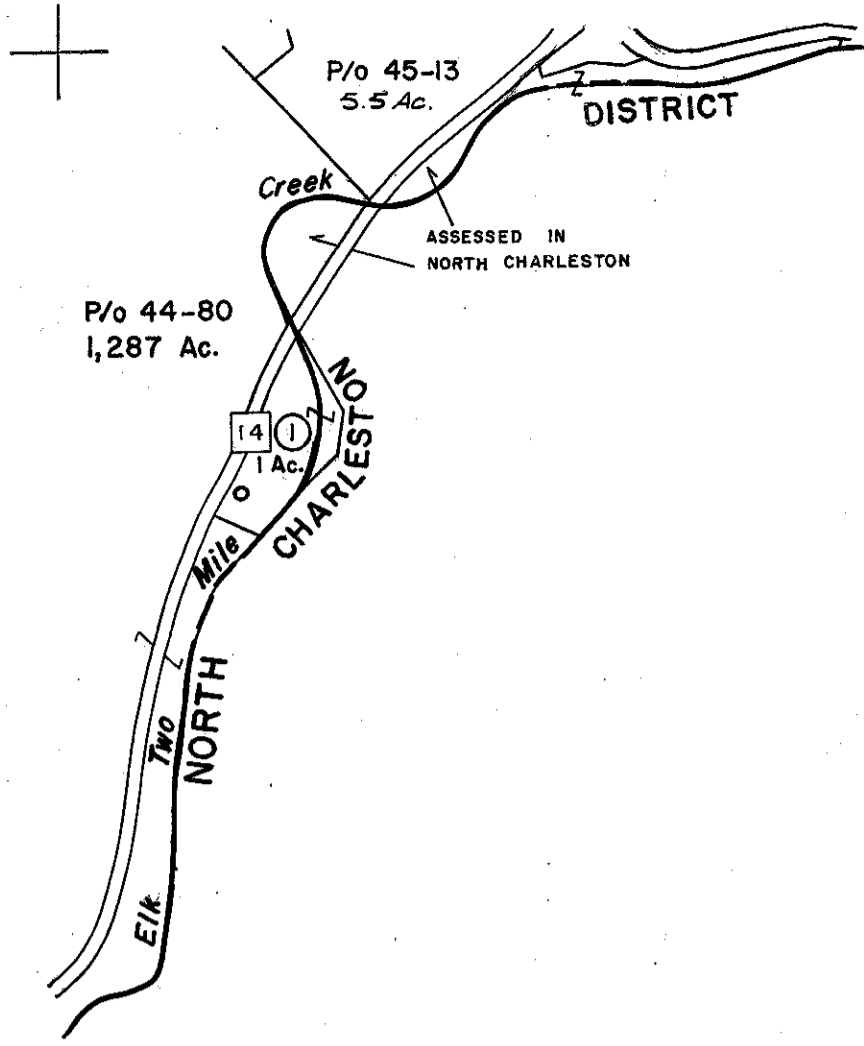 P/o 45-13
5.5 Ac.
DISTRICT
Creek
ASSESSED IN
NORTH CHARLESTON
P/o 44-80
1,287 Ac.
14
1
1 Ac.
CHARLESTON
Mile
NORTH
Two
Elk